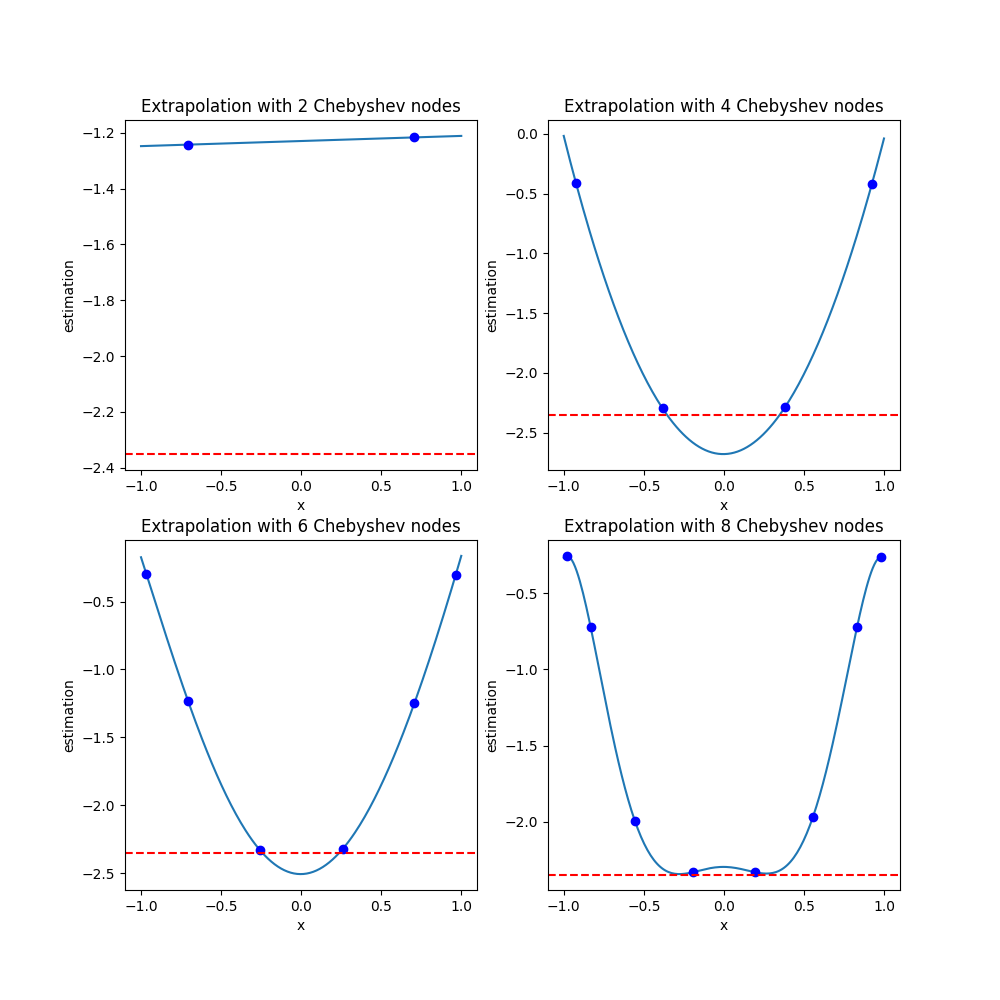 Extrapolation with 2 Chebyshev nodes
−1.2
−1.4
−1.6
−1.8
−2.0
−2.2
−2.4
estimation
−1.0 −0.5 0.0 0.5 1.0
x
Extrapolation with 4 Chebyshev nodes
0.0
−0.5
−1.0
−1.5
−2.0
−2.5
estimation
−1.0 −0.5 0.0 0.5 1.0
x
Extrapolation with 6 Chebyshev nodes
−0.5
−1.0
−1.5
−2.0
−2.5
estimation
−1.0 −0.5 0.0 0.5 1.0
x
Extrapolation with 8 Chebyshev nodes
−0.5
−1.0
−1.5
−2.0
estimation
−1.0 −0.5 0.0 0.5 1.0
x